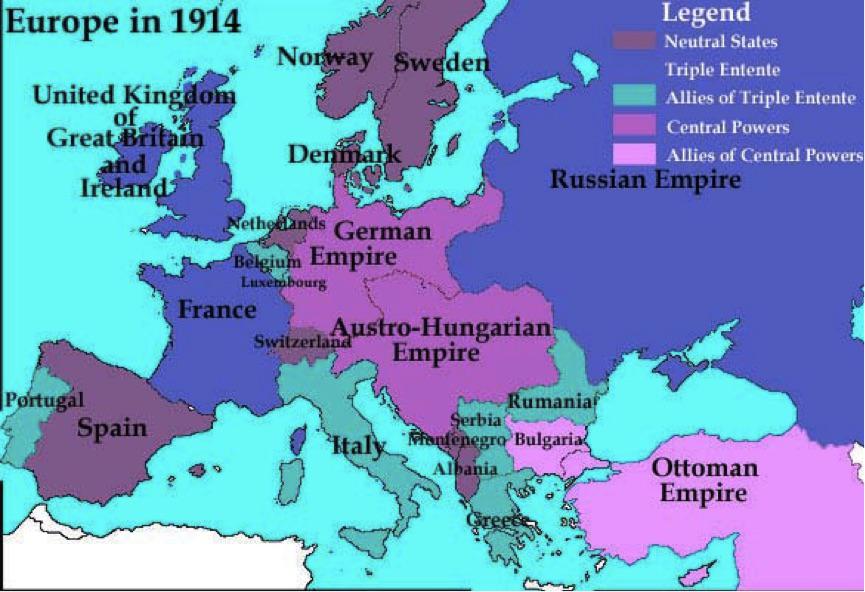 Europe in 1914
Legend
Neutral States
Triple Entente
Allies of Triple Entente
Central Powers
Allies of Central Powers
Norway
Sweden
United Kingdom
of
Great Britain
and
Ireland
Denmark
Russian Empire
Netherlands
German
Empire
Belgium
Luxembourg
France
Switzerland
Austro-Hungarian
Empire
Portugal
Spain
Italy
Rumania
Serbia
Montenegro
Bulgaria
Albania
Ottoman
Empire
Greece